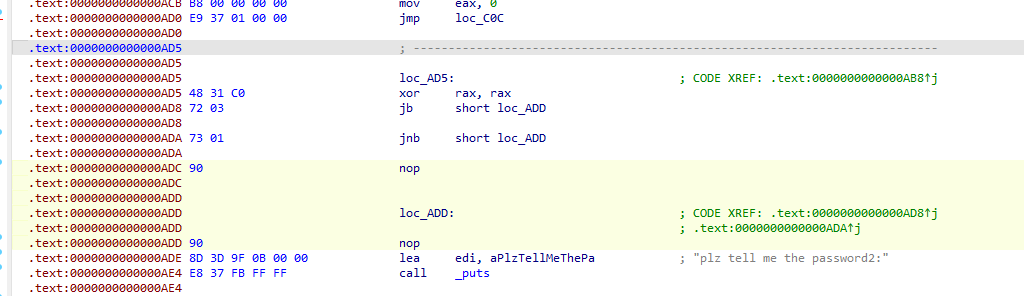 .text:0000000000000ACB B8 00 00 00 00 mov eax, 0
.text:0000000000000AD0 E9 37 01 00 00 jmp loc_C0C
.text:0000000000000AD0
.text:0000000000000AD5 ; ---------------------------------------------------------------------------
.text:0000000000000AD5
.text:0000000000000AD5 loc_AD5: ; CODE XREF: .text:0000000000000AB8↑j
.text:0000000000000AD5 48 31 C0 xor rax, rax
.text:0000000000000AD8 72 03 jb short loc_ADD
.text:0000000000000AD8
.text:0000000000000ADA 73 01 jnb short loc_ADD
.text:0000000000000ADA
.text:0000000000000ADC 90 nop
.text:0000000000000ADC
.text:0000000000000ADD
.text:0000000000000ADD loc_ADD: ; CODE XREF: .text:0000000000000AD8↑j
.text:0000000000000ADD ; .text:0000000000000ADA↑j
.text:0000000000000ADD 90 nop
.text:0000000000000ADE 8D 3D 9F 0B 00 00 lea edi, aPlzTellMeThePa ; "plz tell me the password2:"
.text:0000000000000AE4 E8 37 FB FF FF call _puts
.text:0000000000000AE4